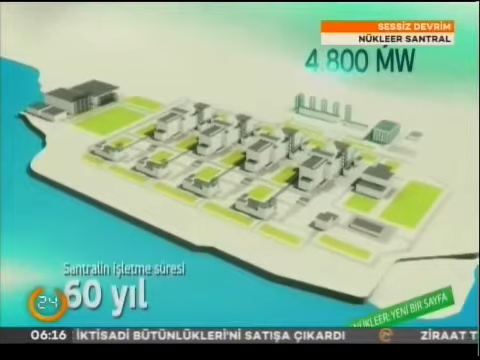 SESSİZ DEVRİM
NÜKLEER SANTRAL
4.800 MW
Santralin işletme süresi
60 yıl
24
NÜKLEER: YENİ BİR SAYFA
06:16 İKTİSADİ BÜTÜNLÜKLERİ'Nİ SATIŞA ÇIKARDI ZİRAAT T